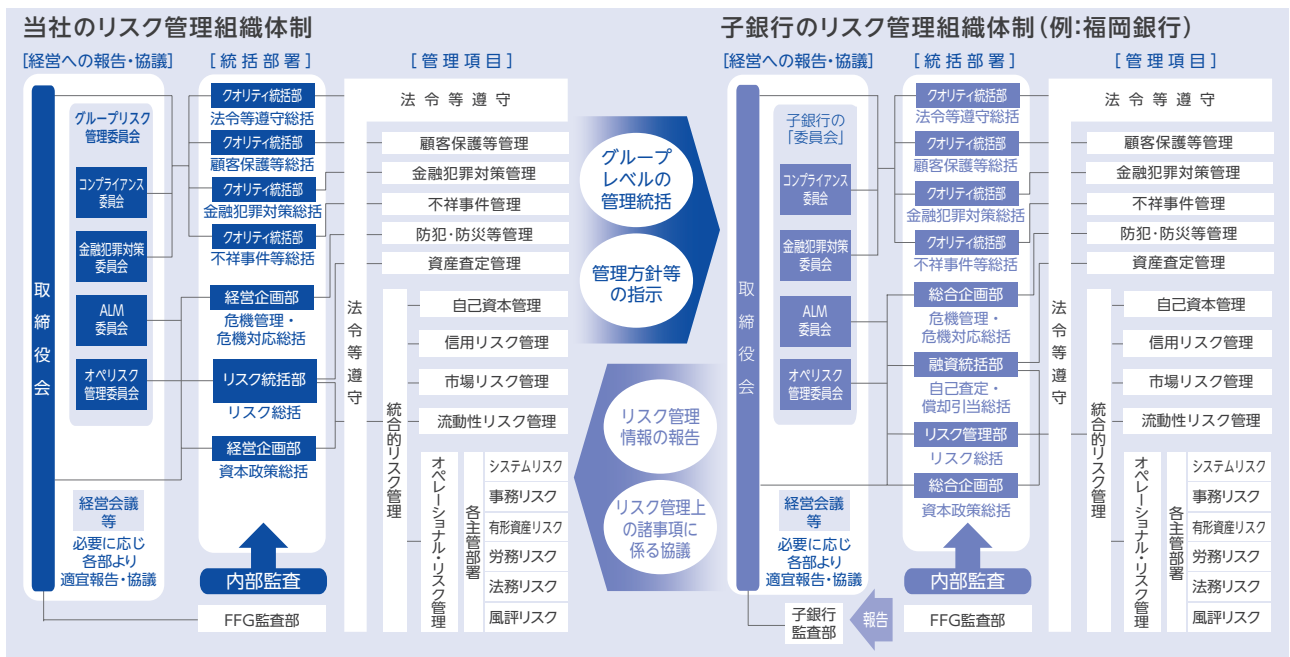 当社のリスク管理組織体制
[経営への報告・協議]
[統括部署]
[管理項目]
取締役会
グループリスク
管理委員会
コンプライアンス
委員会
金融犯罪対策
委員会
ALM
委員会
オペリスク
管理委員会
経営会議
等
必要に応じ
各部より
適宜報告・協議
クオリティ統括部
法令等遵守総括
クオリティ統括部
顧客保護等総括
クオリティ統括部
金融犯罪対策総括
クオリティ統括部
不祥事件等総括
経営企画部
危機管理・
危機対応総括
リスク統括部
リスク総括
経営企画部
資本政策総括
内部監査
FFG監査部
法令等遵守
法令等遵守
顧客保護等管理
金融犯罪対策管理
不祥事件管理
防犯・防災等管理
資産査定管理
統合的リスク管理
自己資本管理
信用リスク管理
市場リスク管理
流動性リスク管理
オペレーショナル・リスク管理
各主管部署
システムリスク
事務リスク
有形資産リスク
労務リスク
法務リスク
風評リスク
グループ
レベルの
管理統括
管理方針等
の指示
リスク管理
情報の報告
リスク管理上
の諸事項に
係る協議
子銀行のリスク管理組織体制(例:福岡銀行)
[経営への報告・協議]
[統括部署]
[管理項目]
取締役会
子銀行の
「委員会」
コンプライアンス
委員会
金融犯罪対策
委員会
ALM
委員会
オペリスク
管理委員会
経営会議
等
必要に応じ
各部より
適宜報告・協議
子銀行
監査部
報告
クオリティ統括部
法令等遵守総括
クオリティ統括部
顧客保護等総括
クオリティ統括部
金融犯罪対策総括
クオリティ統括部
不祥事件等総括
総合企画部
危機管理・
危機対応総括
融資統括部
自己査定・
償却引当総括
リスク管理部
リスク総括
総合企画部
資本政策総括
内部監査
FFG監査部
法令等遵守
法令等遵守
顧客保護等管理
金融犯罪対策管理
不祥事件管理
防犯・防災等管理
資産査定管理
統合的リスク管理
自己資本管理
信用リスク管理
市場リスク管理
流動性リスク管理
オペレーショナル・リスク管理
各主管部署
システムリスク
事務リスク
有形資産リスク
労務リスク
法務リスク
風評リスク